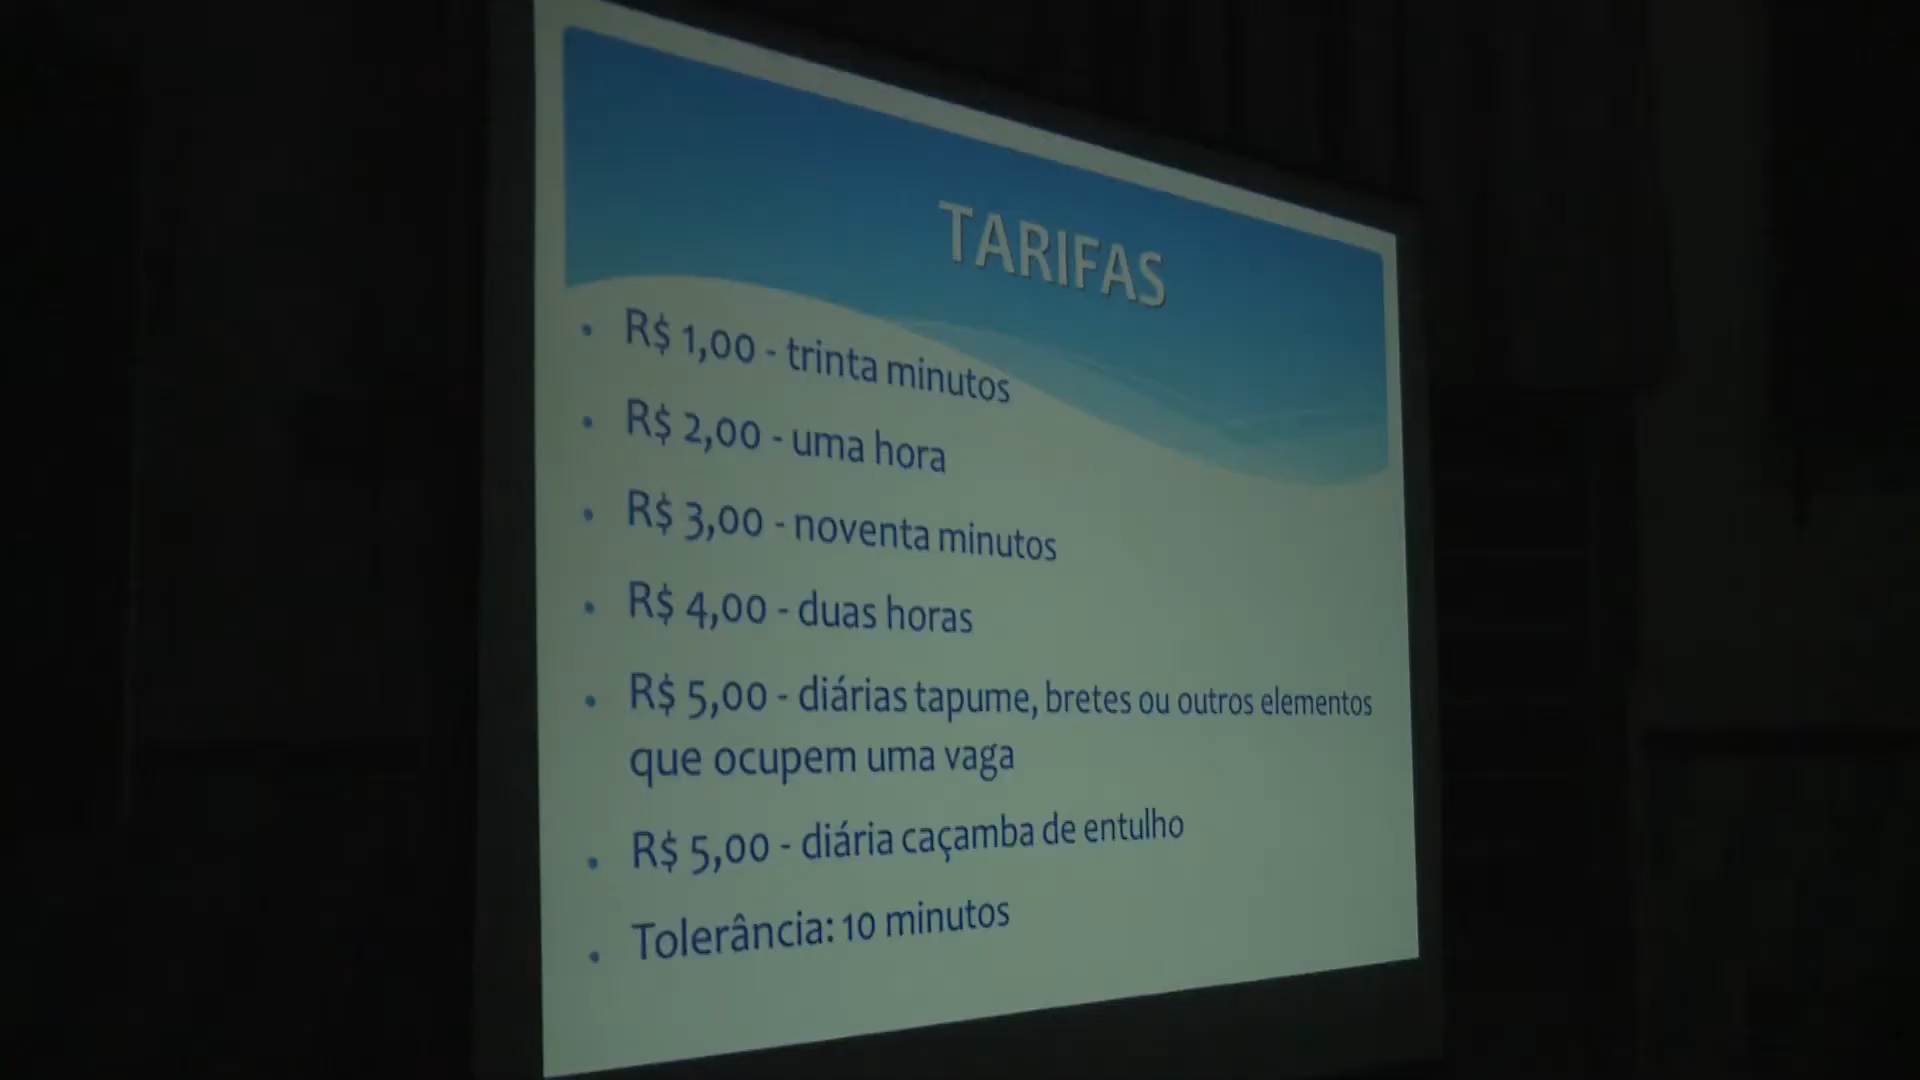 TARIFAS
• R$ 1,00 - trinta minutos
• R$ 2,00 - uma hora
• R$ 3,00 - noventa minutos
• R$ 4,00 - duas horas
• R$ 5,00 - diárias tapume, bretes ou outros elementos
que ocupem uma vaga
• R$ 5,00 - diária caçamba de entulho
• Tolerância: 10 minutos